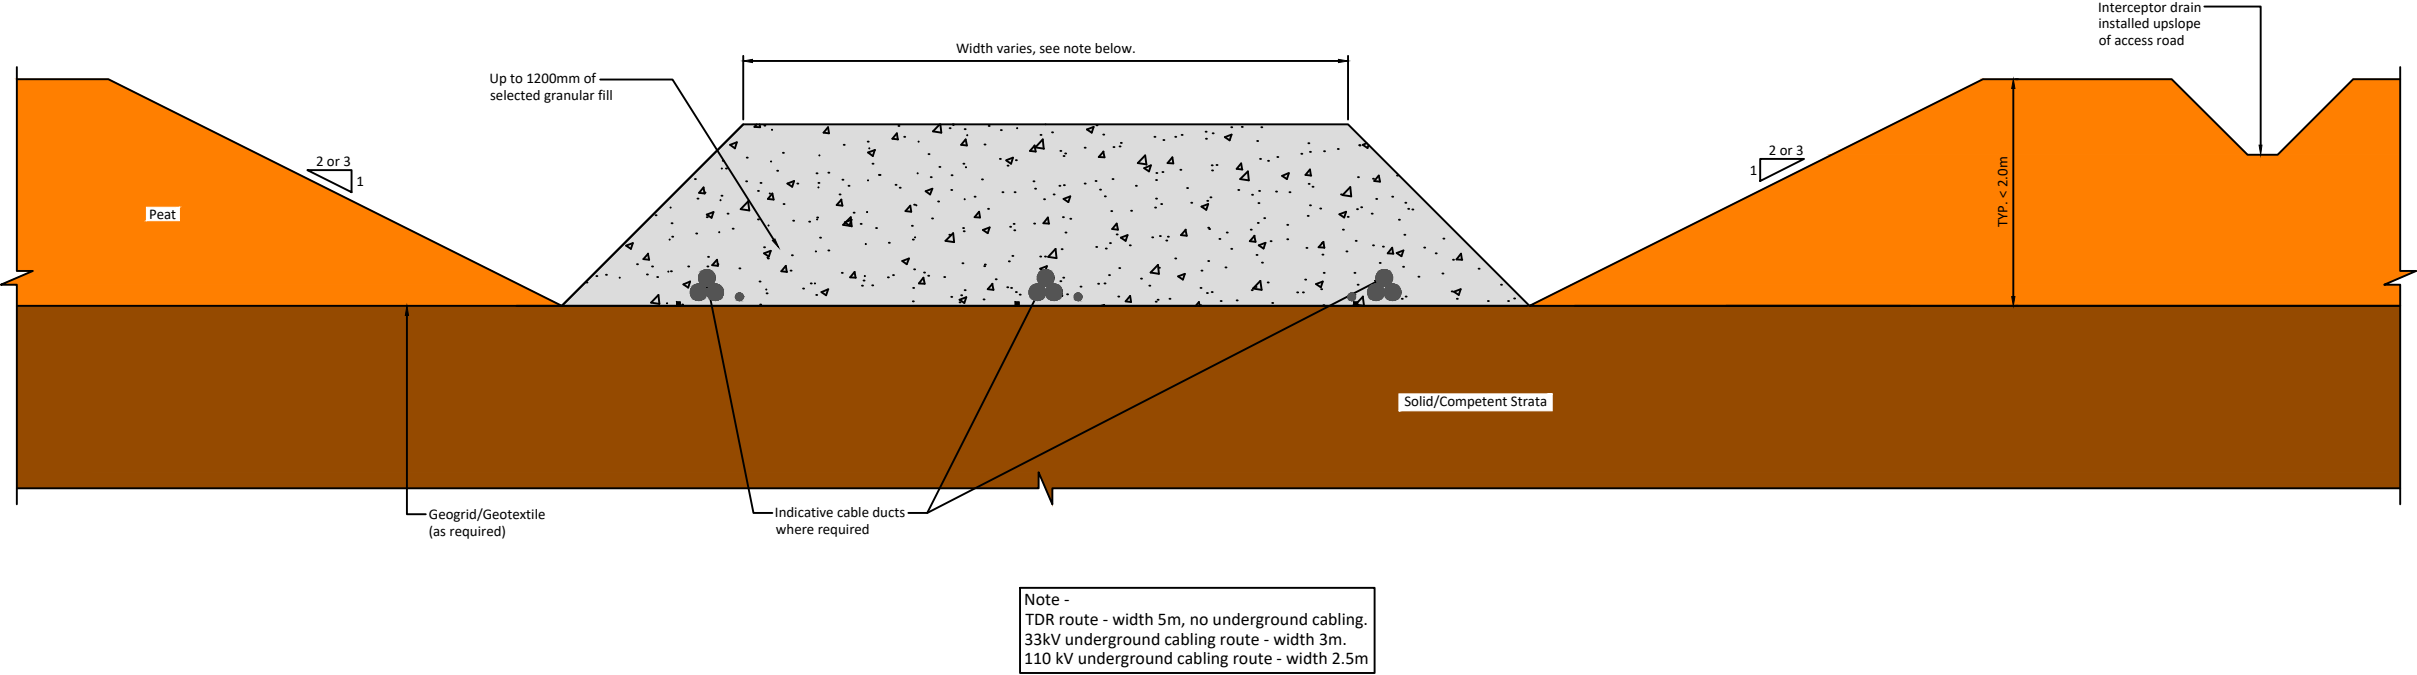 Interceptor drain
installed upslope
of access road
Width varies, see note below.
Up to 1200mm of
selected granular fill
2 or 3
1
2 or 3
1
TYP. < 2.0m
Peat
Solid/Competent Strata
Geogrid/Geotextile
(as required)
Indicative cable ducts
where required
Note -
TDR route - width 5m, no underground cabling.
33kV underground cabling route - width 3m.
110 kV underground cabling route - width 2.5m